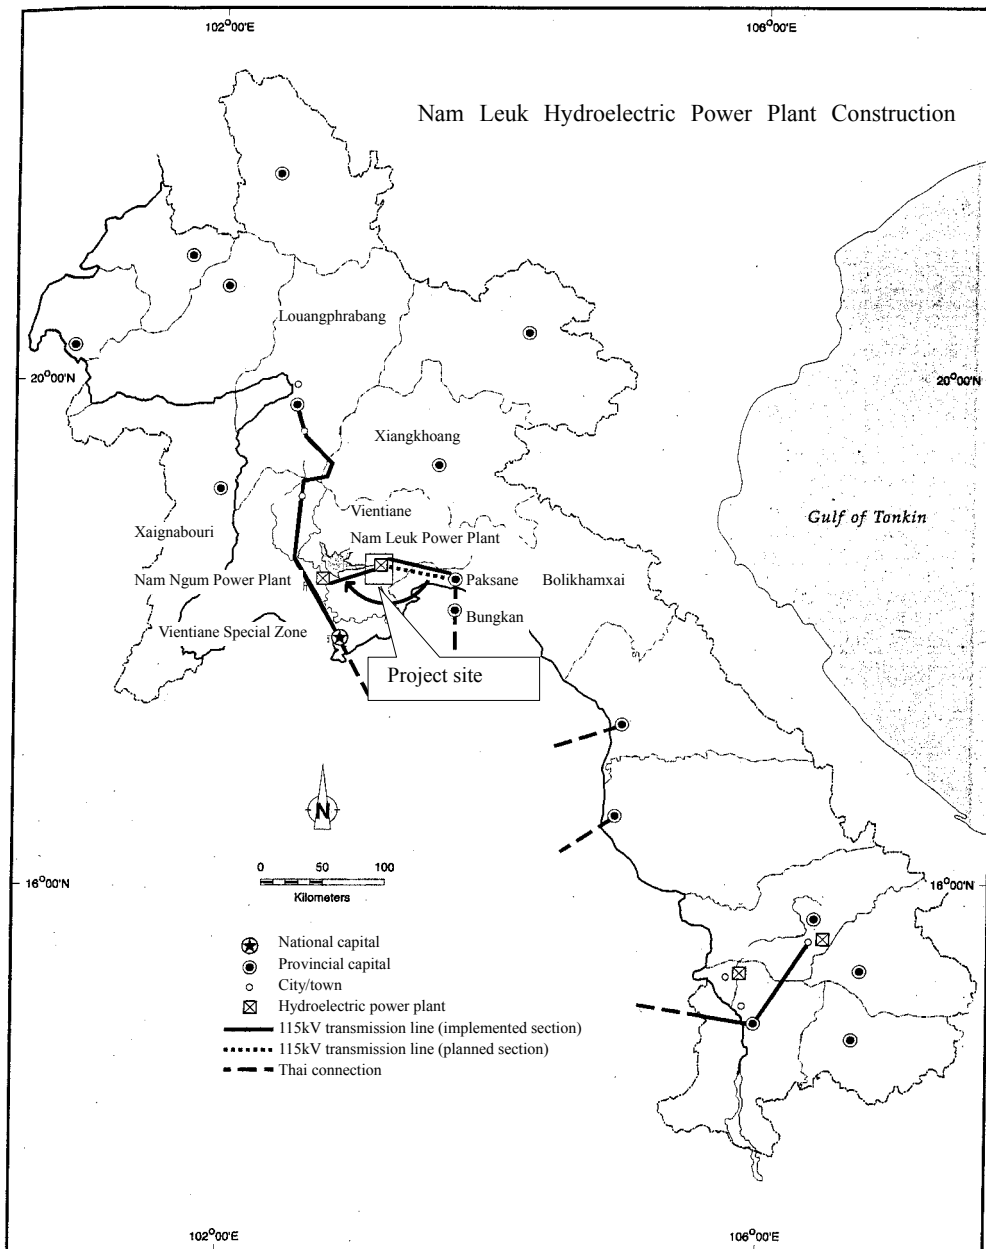 102°00'E
106°00'E
Nam Leuk Hydroelectric Power Plant Construction
Louangphrabang
20°00'N
20°00'N
Xiangkhoang
Vientiane
Gulf of Tonkin
Xaignabouri
Nam Leuk Power Plant
Nam Ngum Power Plant
Paksane
Bolikhamxai
Bungkan
Vientiane Special Zone
Project site
N
0 50 100
Kilometers
16°00'N
16°00'N
National capital
Provincial capital
City/town
Hydroelectric power plant
115kV transmission line (implemented section)
115kV transmission line (planned section)
Thai connection
102°00'E
106°00'E